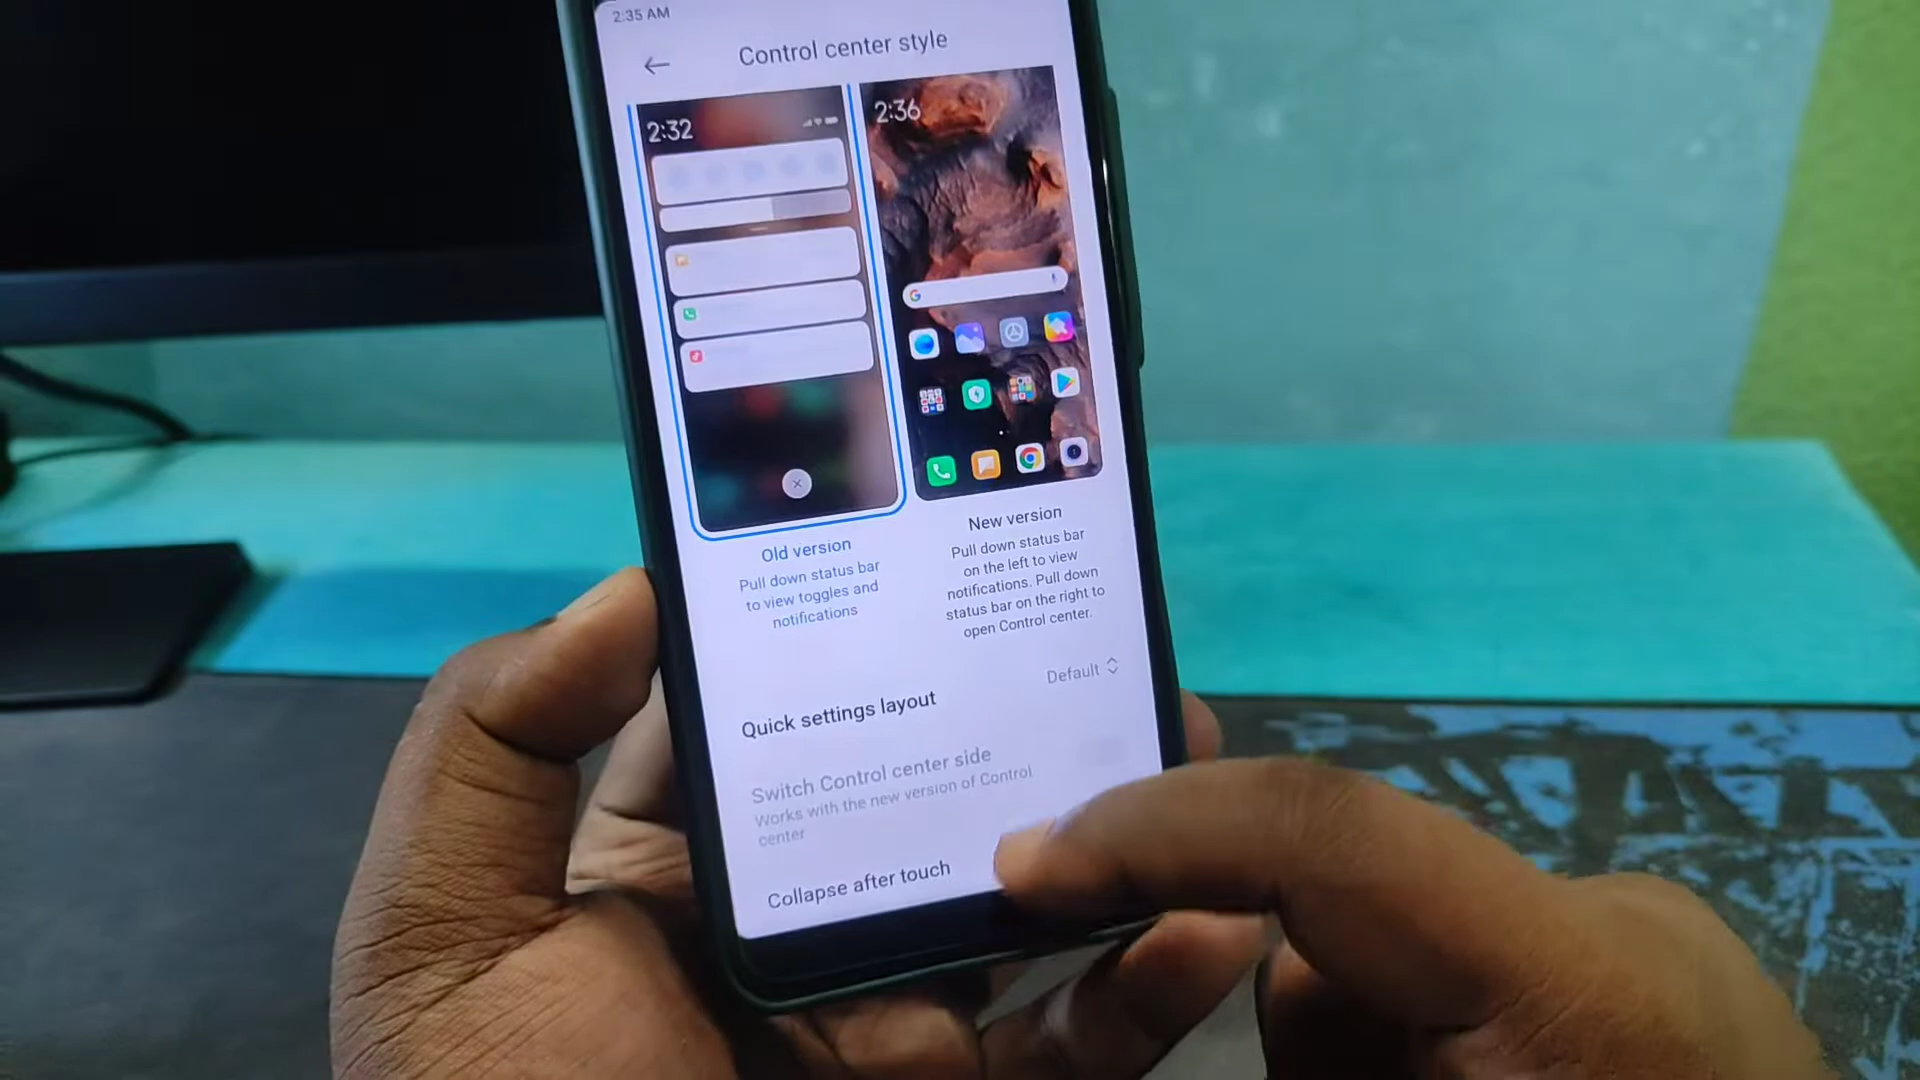 2:35 AM
Control center style
2:32
2:36
Old version
Pull down status bar
to view toggles and
notifications
New version
Pull down status bar
on the left to view
notifications. Pull down
status bar on the right to
open Control center.
Quick settings layout
Default
Switch Control center side
Works with the new version of Control
center
Collapse after touch